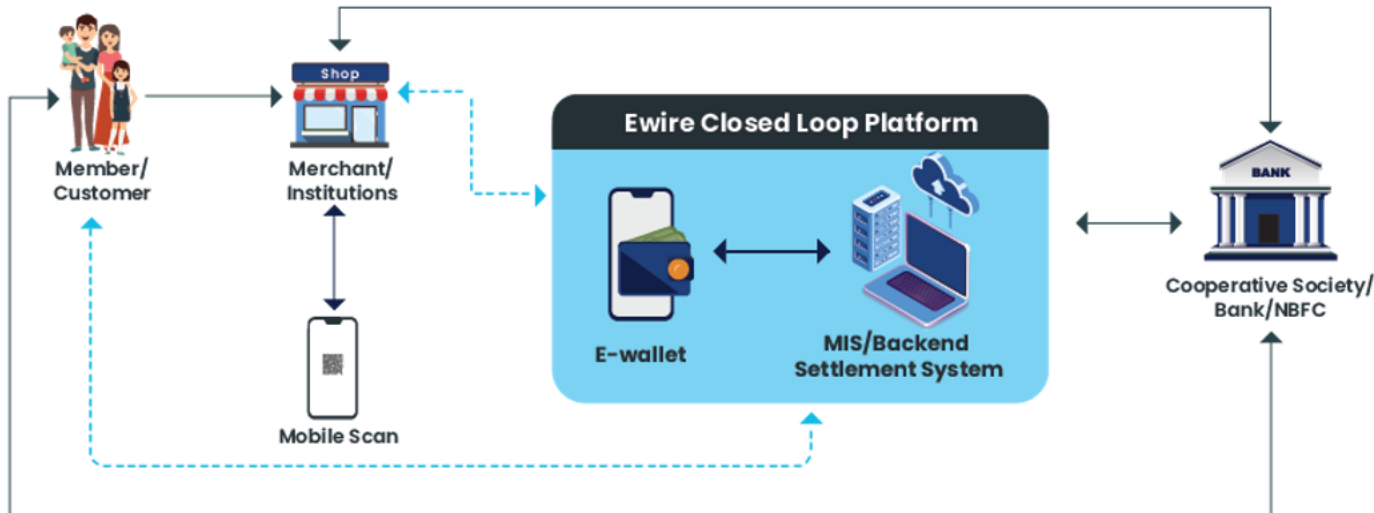 Shop
Member/
Customer
Merchant/
Institutions
Mobile Scan
Ewire Closed Loop Platform
E-wallet
MIS/Backend
Settlement System
BANK
Cooperative Society/
Bank/NBFC